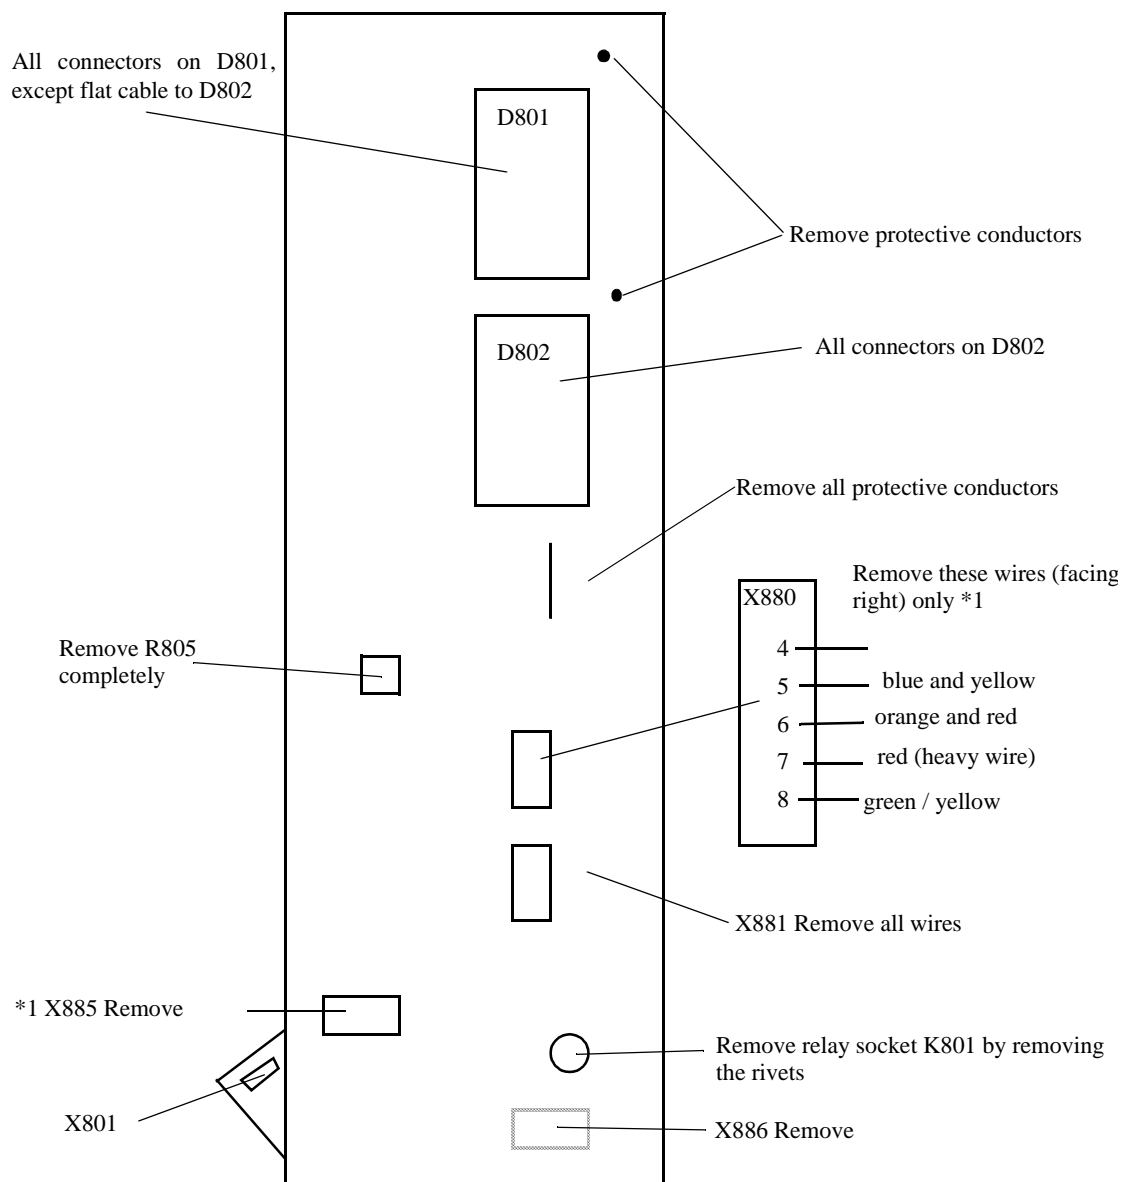 All connectors on D801,
except flat cable to D802
D801
Remove protective conductors
D802
All connectors on D802
Remove all protective conductors
Remove these wires (facing
right) only *1
X880
4
5
blue and yellow
6
orange and red
7
red (heavy wire)
8
green / yellow
Remove R805
completely
X881 Remove all wires
*1 X885 Remove
Remove relay socket K801 by removing
the rivets
X801
X886 Remove